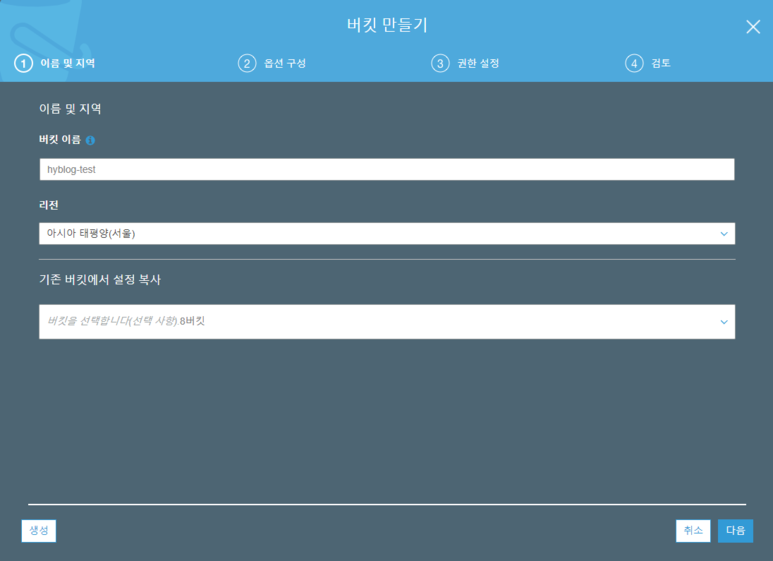 버킷 만들기
1 이름 및 지역 2 옵션 구성 3 권한 설정 4 검토
이름 및 지역
버킷 이름
hyblog-test
리전
아시아 태평양(서울)
기존 버킷에서 설정 복사
버킷을 선택합니다(선택 사항) 8버킷
생성 취소 다음